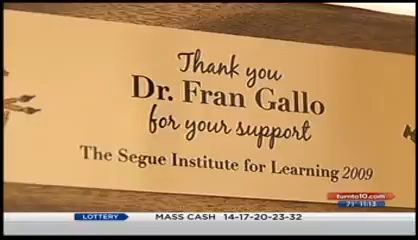 Thank you
Dr. Fran Gallo
for your support
The Segue Institute for Learning 2009
turnto10.com
71° 11:13
LOTTERY MASS CASH 14-17-20-23-32